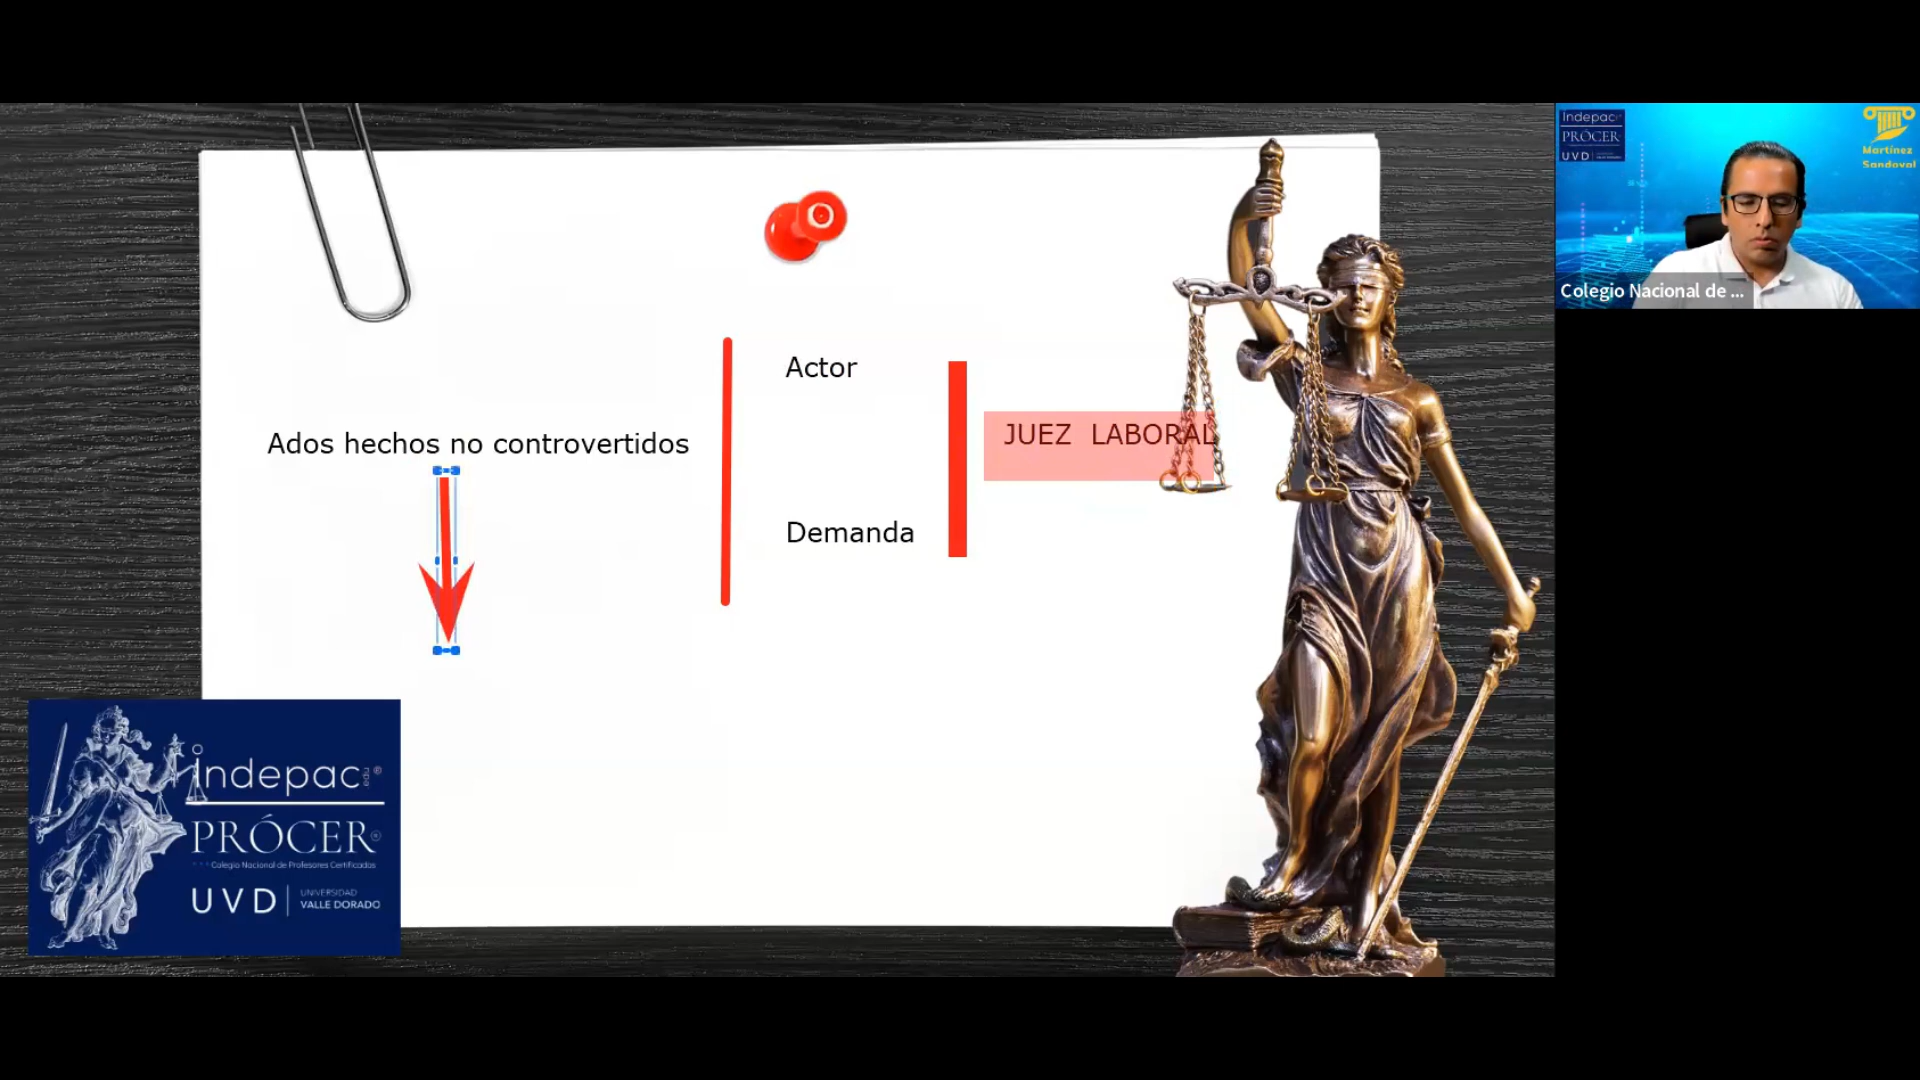 Actor
Ados hechos no controvertidos
JUEZ LABORAL
Demanda
indepac
PRÓCER
Colegio Nacional de Profesores Certificados
UVD
UNIVERSIDAD
VALLE DORADO
Indepac
PRÓCER
UVD
Martínez
Sandoval
Colegio Nacional de ...